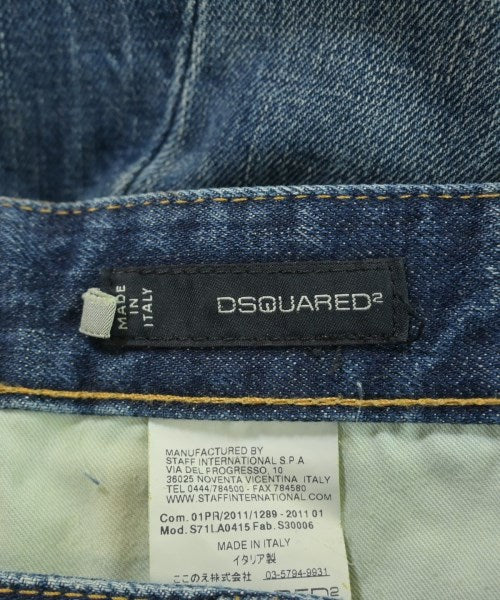 MADE
IN
ITALY
DSQUARED²
MANUFACTURED BY
STAFF INTERNATIONAL S.P.A
VIA DEL PROGRESSO, 10
36025 NOVENTA VICENTINA ITALY
TEL 0444/784500 - FAX 784580
WWW.STAFFINTERNATIONAL.COM
Com. 01PR/2011/1289 - 2011 01
Mod. S71LA0415 Fab. S30006
MADE IN ITALY
イタリア製
ここのえ株式会社 03-5794-9931